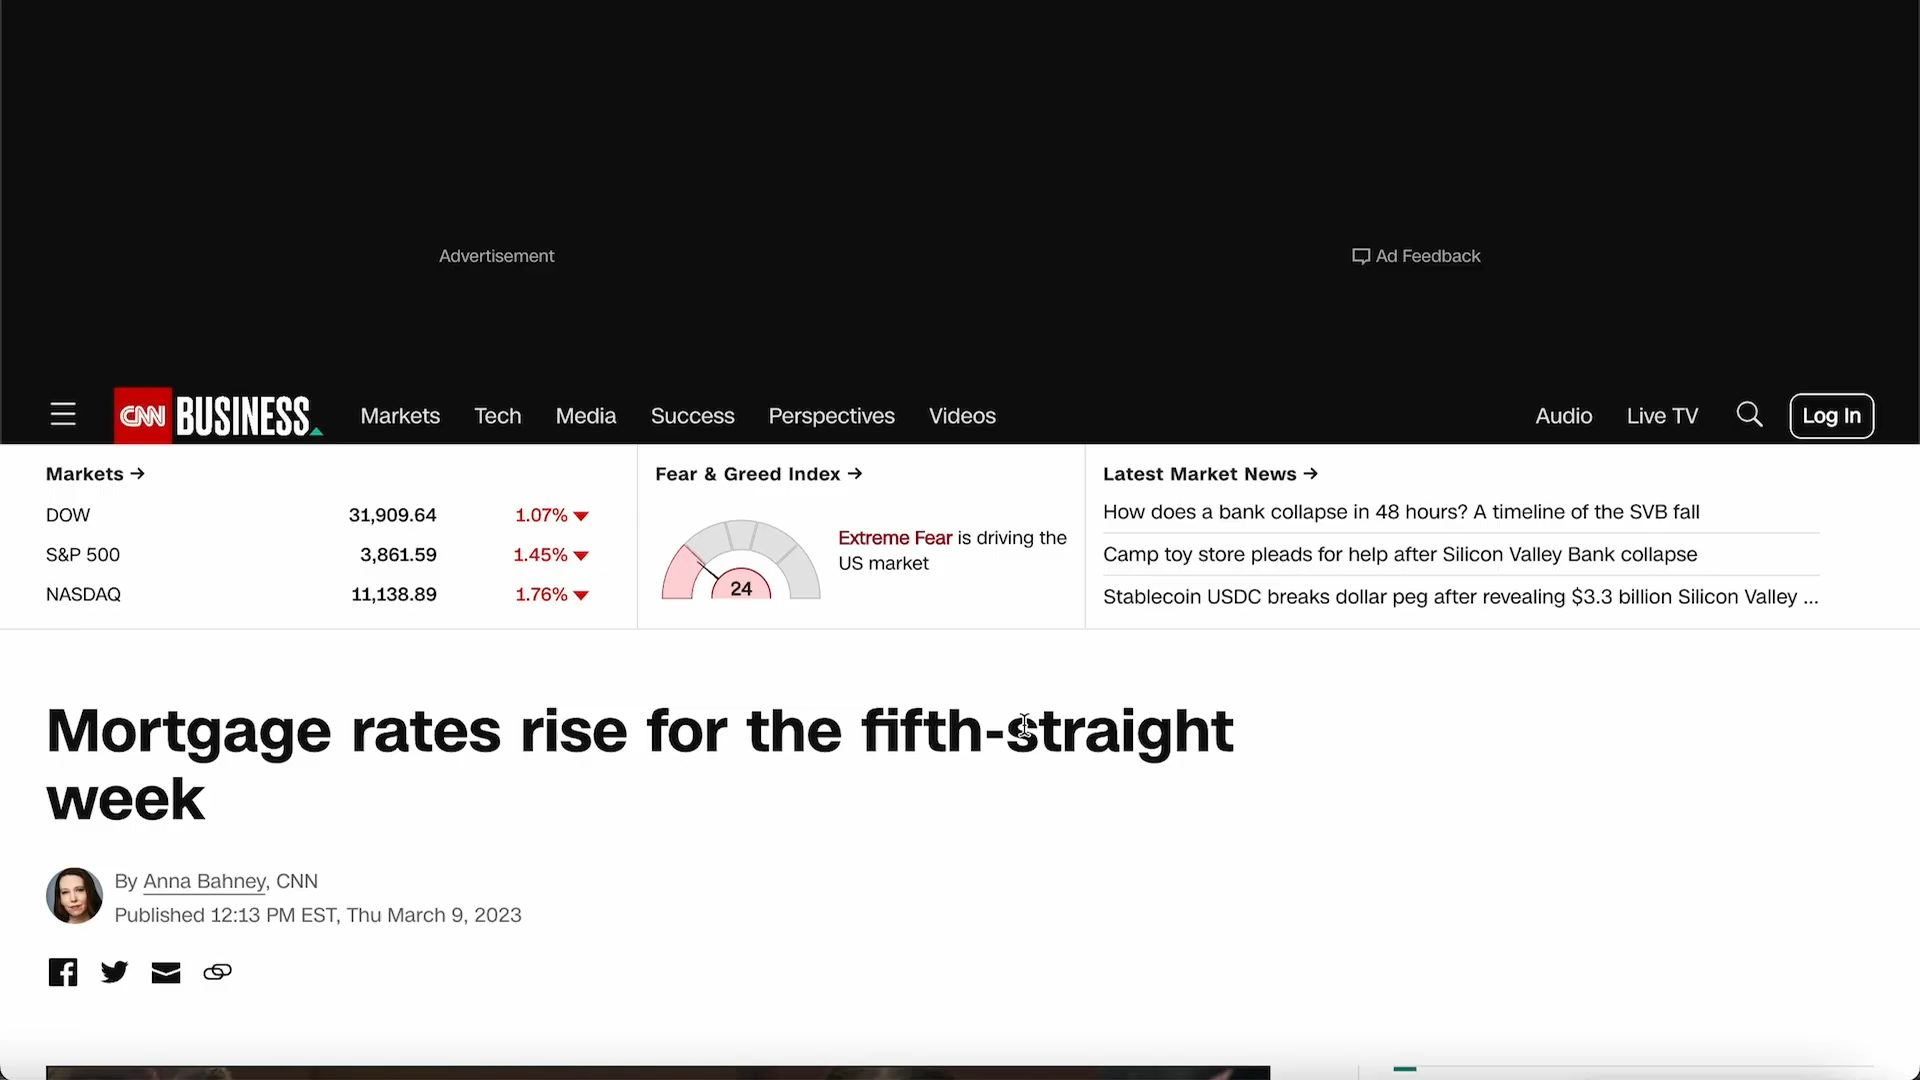 Advertisement
Ad Feedback
CNN BUSINESS Markets Tech Media Success Perspectives Videos Audio Live TV Log In
Markets →
DOW 31,909.64 1.07%
S&P 500 3,861.59 1.45%
NASDAQ 11,138.89 1.76%
Fear & Greed Index →
24
Extreme Fear is driving the
US market
Latest Market News →
How does a bank collapse in 48 hours? A timeline of the SVB fall
Camp toy store pleads for help after Silicon Valley Bank collapse
Stablecoin USDC breaks dollar peg after revealing $3.3 billion Silicon Valley ...
Mortgage rates rise for the fifth-straight
week
By Anna Bahney, CNN
Published 12:13 PM EST, Thu March 9, 2023